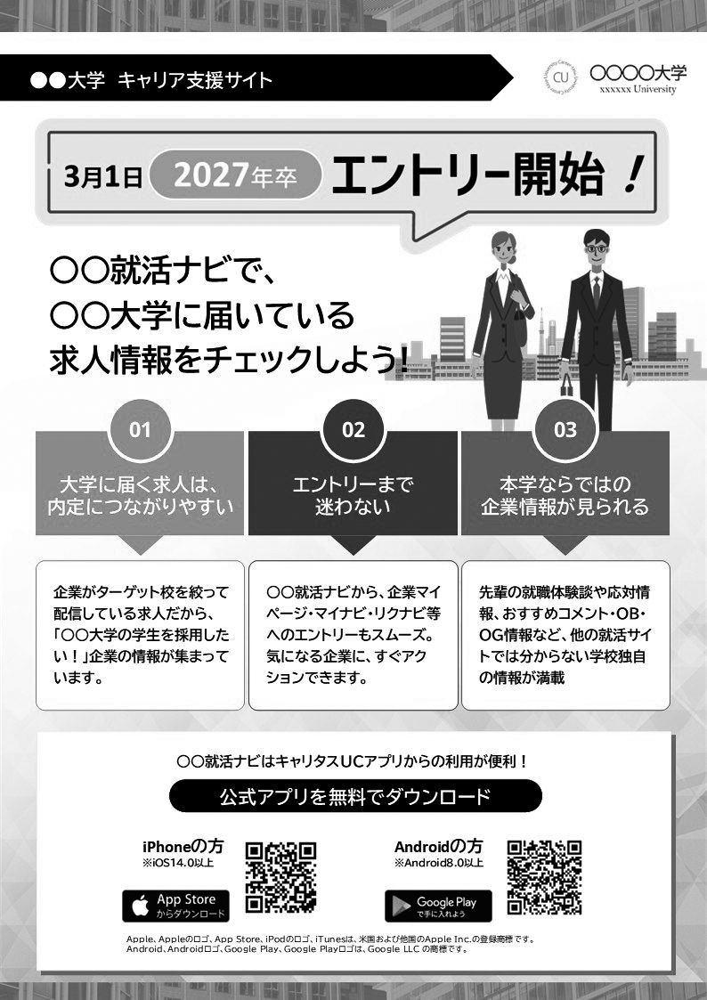 ●●大学 キャリア支援サイト
CU
〇〇〇〇大学
xxxxxx University
3月1日 2027年卒 エントリー開始！
〇〇就活ナビで、
〇〇大学に届いている
求人情報をチェックしよう!
01
大学に届く求人は、
内定につながりやすい
企業がターゲット校を絞って
配信している求人だから、
「〇〇大学の学生を採用した
い！」企業の情報が集まって
います。
02
エントリーまで
迷わない
〇〇就活ナビから、企業マイ
ページ・マイナビ・リクナビ等
へのエントリーもスムーズ。
気になる企業に、すぐアク
ションできます。
03
本学ならではの
企業情報が見られる
先輩の就職体験談や応対情
報、おすすめコメント・OB・
OG情報など、他の就活サイ
トでは分からない学校独自
の情報が満載
〇〇就活ナビはキャリタスUCアプリからの利用が便利！
公式アプリを無料でダウンロード
iPhoneの方
※iOS14.0以上
App Store
からダウンロード
Androidの方
※Android8.0以上
Google Play
で手に入れよう
Apple、Appleのロゴ、App Store、iPodのロゴ、iTunesは、米国および他国のApple Inc.の登録商標です。
Android、Androidロゴ、Google Play、Google Playロゴは、Google LLC の商標です。